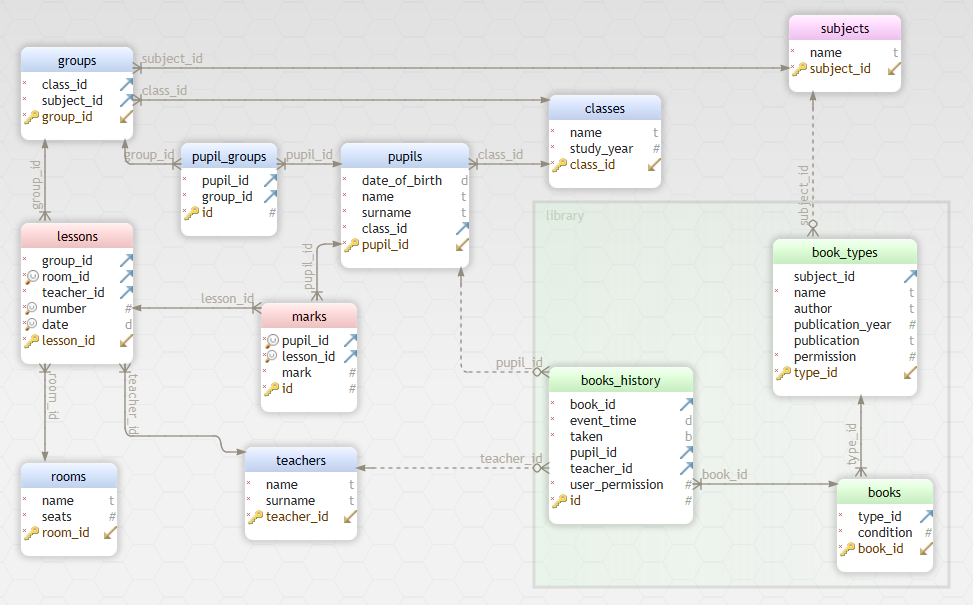 groups
class_id
subject_id
group_id
subject_id
class_id
subjects
name t
subject_id
classes
name t
study_year #
class_id
group_id
pupil_groups
pupil_id
group_id
id #
pupil_id
pupils
date_of_birth d
name t
surname t
class_id
pupil_id
class_id
group_id
lessons
group_id
room_id
teacher_id
number #
date d
lesson_id
lesson_id
pupil_id
marks
pupil_id
lesson_id
mark #
id #
library
subject_id
book_types
subject_id
name t
author t
publication_year #
publication t
permission #
type_id
pupil_id
books_history
book_id
event_time d
taken b
pupil_id
teacher_id
user_permission #
id #
room_id
teacher_id
rooms
name t
seats #
room_id
teachers
name t
surname t
teacher_id
teacher_id
book_id
type_id
books
type_id
condition #
book_id